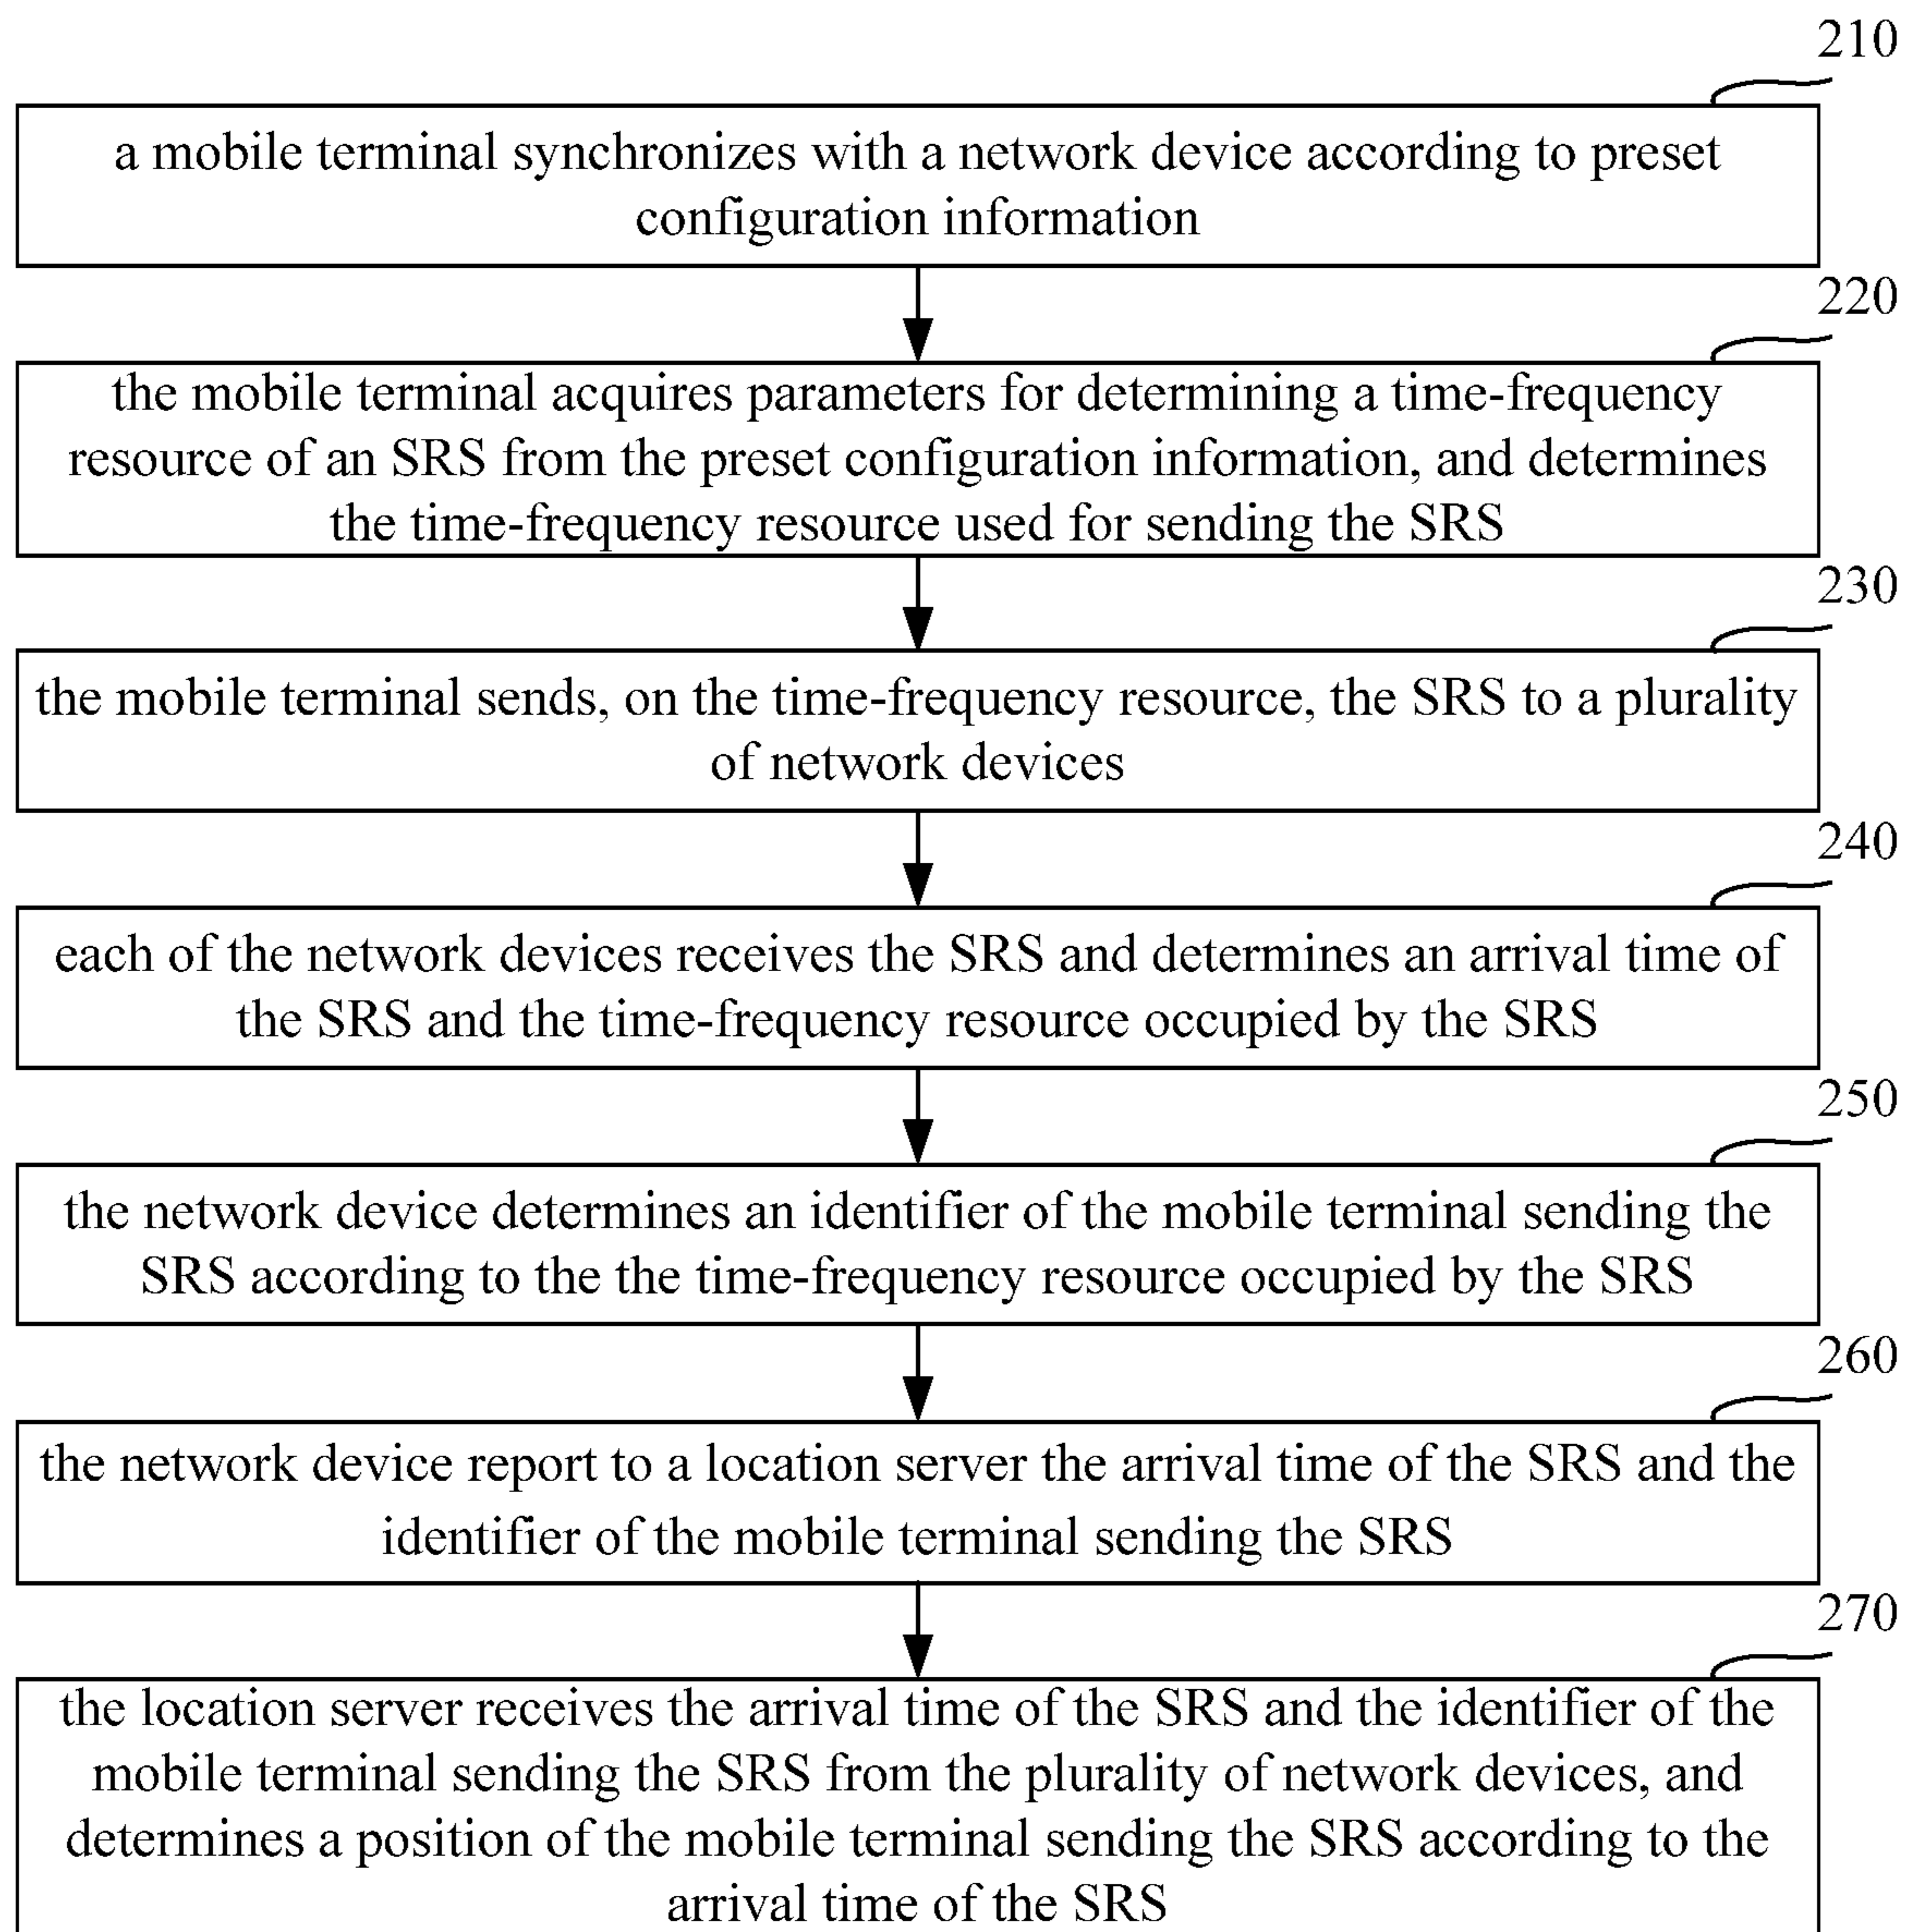 210
a mobile terminal synchronizes with a network device according to preset
configuration information
220
the mobile terminal acquires parameters for determining a time-frequency
resource of an SRS from the preset configuration information, and determines
the time-frequency resource used for sending the SRS
230
the mobile terminal sends, on the time-frequency resource, the SRS to a plurality
of network devices
240
each of the network devices receives the SRS and determines an arrival time of
the SRS and the time-frequency resource occupied by the SRS
250
the network device determines an identifier of the mobile terminal sending the
SRS according to the the time-frequency resource occupied by the SRS
260
the network device report to a location server the arrival time of the SRS and the
identifier of the mobile terminal sending the SRS
270
the location server receives the arrival time of the SRS and the identifier of the
mobile terminal sending the SRS from the plurality of network devices, and
determines a position of the mobile terminal sending the SRS according to the
arrival time of the SRS